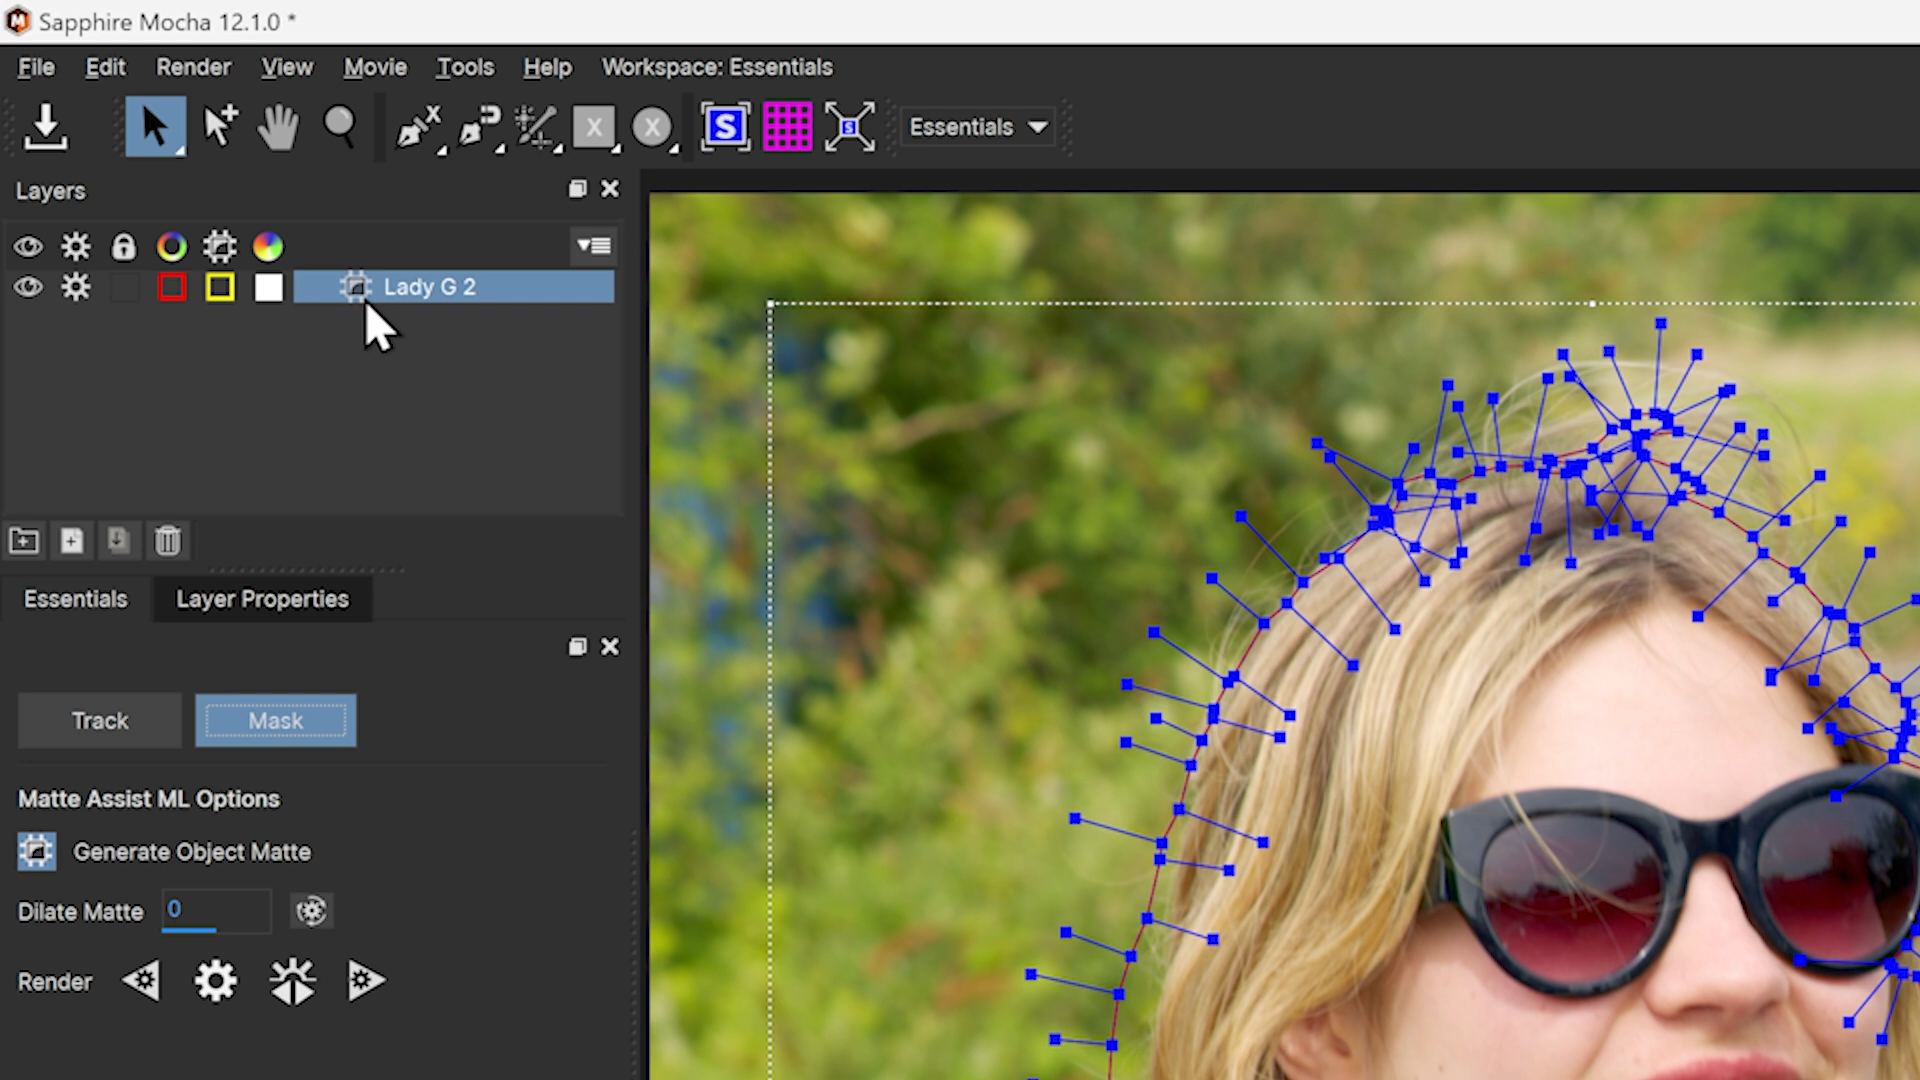 Sapphire Mocha 12.1.0 *
File Edit Render View Movie Tools Help Workspace: Essentials
X X S S Essentials
Layers
Lady G 2
Essentials Layer Properties
Track Mask
Matte Assist ML Options
Generate Object Matte
Dilate Matte 0
Render